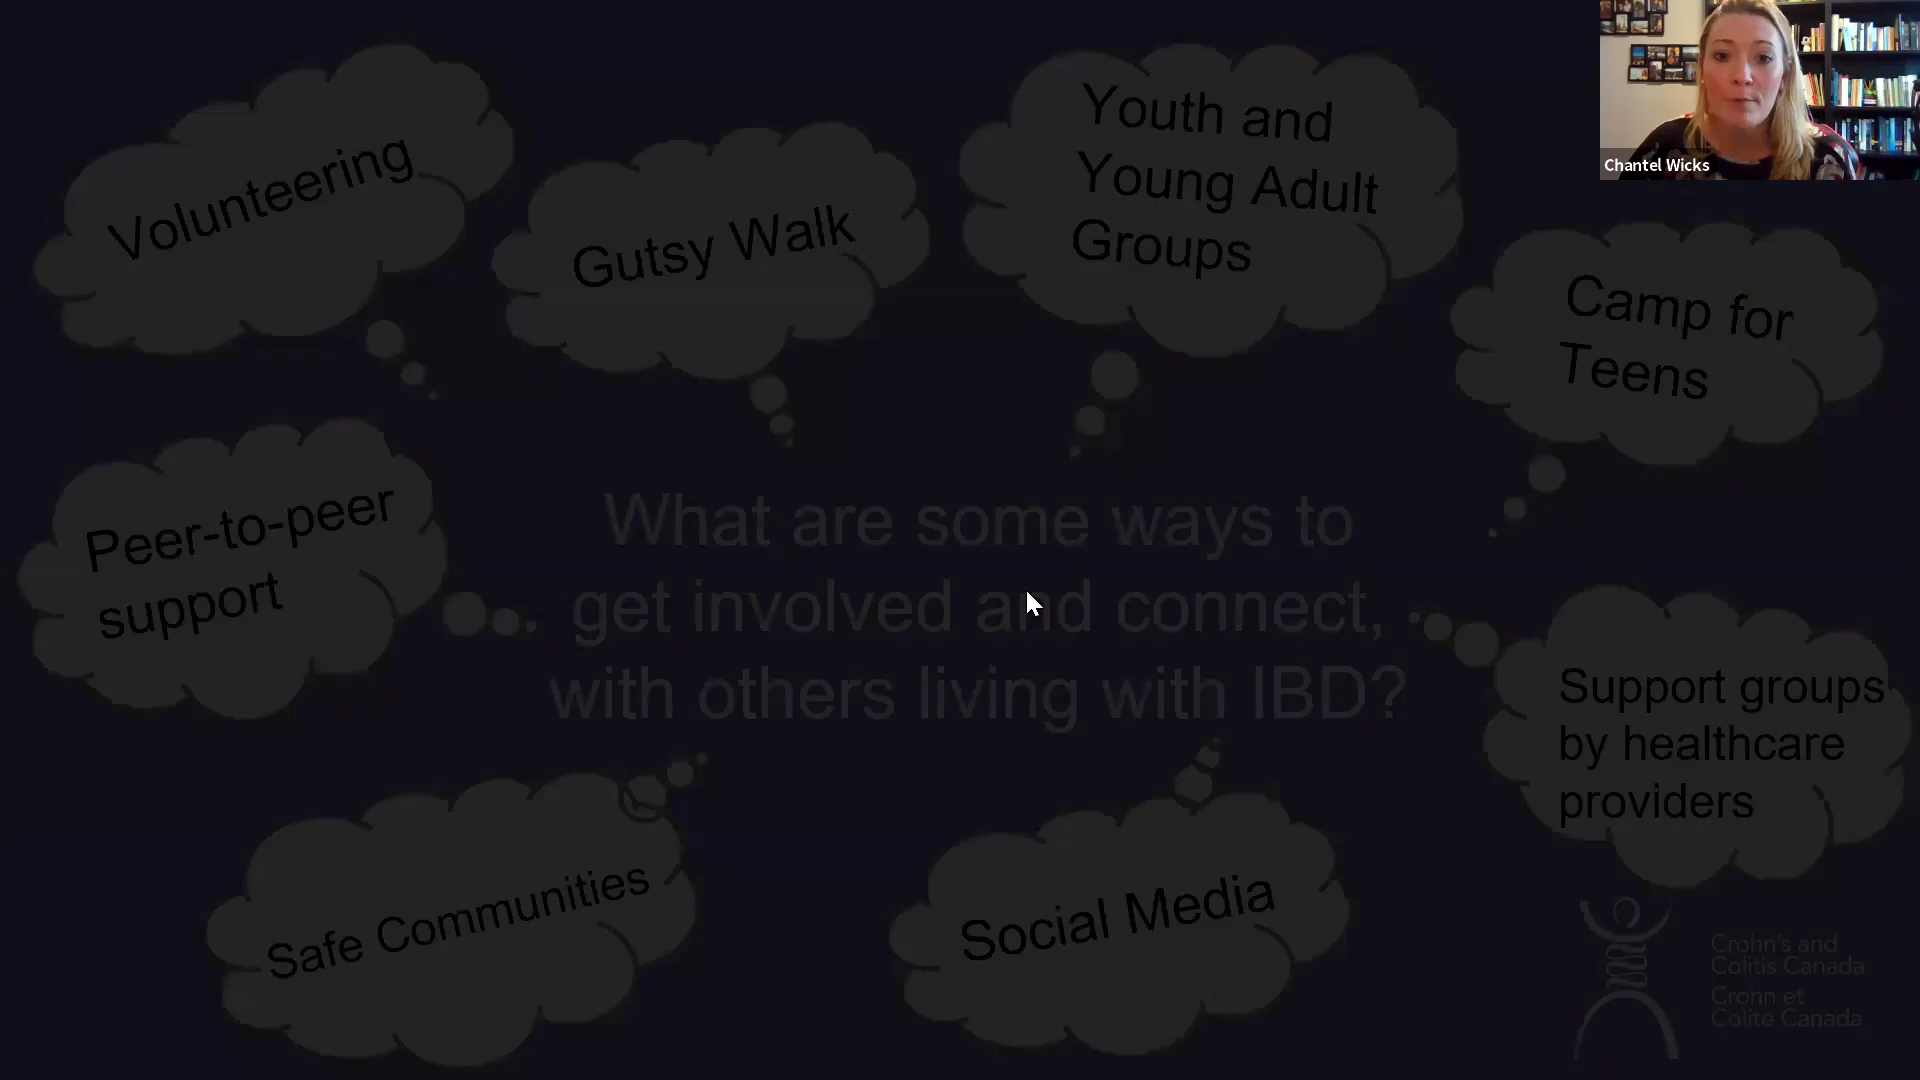 Volunteering
Gutsy Walk
Youth and
Young Adult
Groups
Chantel Wicks
Camp for
Teens
Peer-to-peer
support
What are some ways to
get involved and connect,
with others living with IBD?
Support groups
by healthcare
providers
Safe Communities
Social Media
Crohn's and
Colitis Canada
Crohn et
Colite Canada